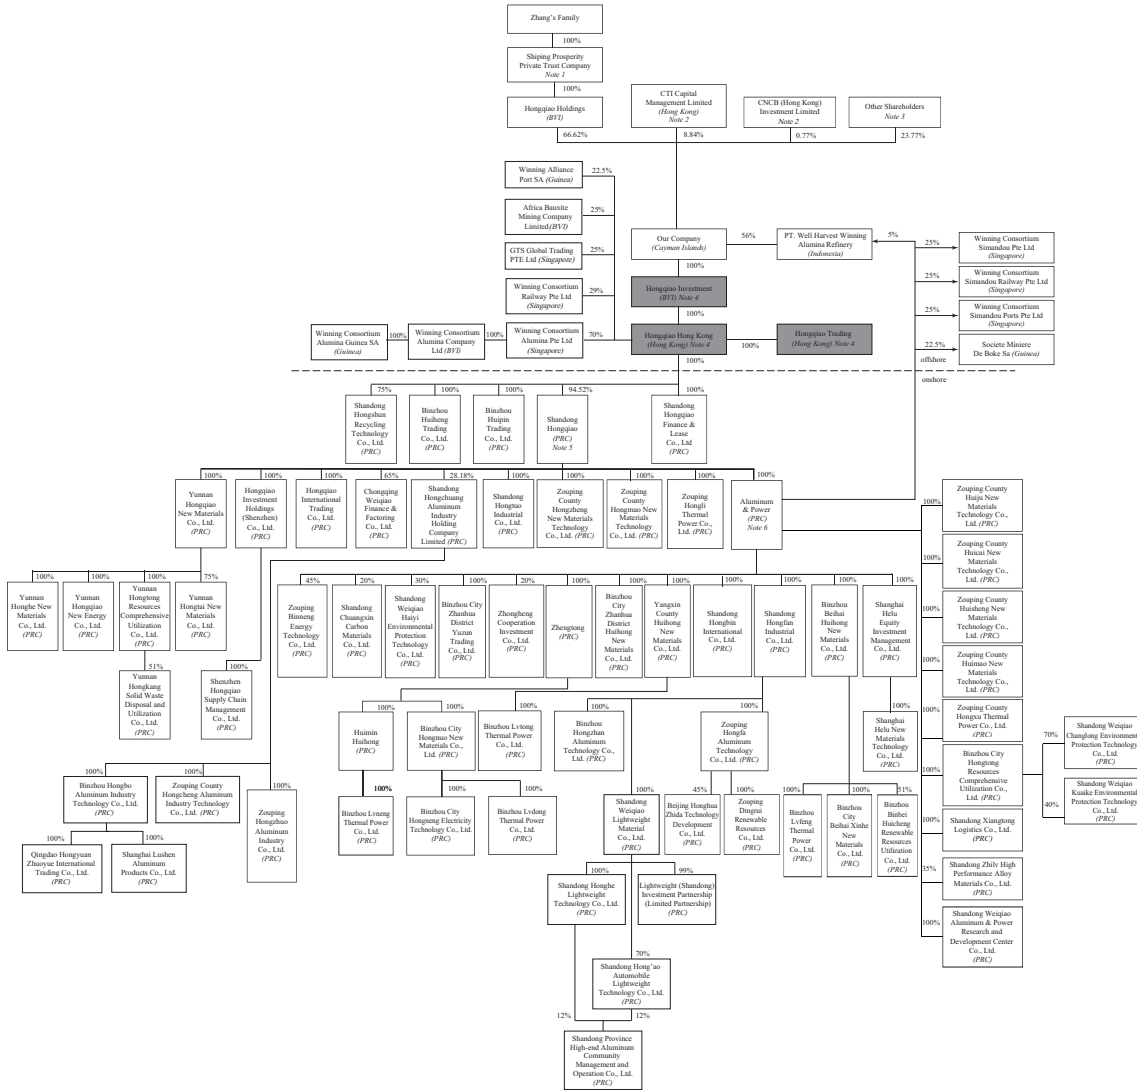 Zhang's Family
100%
Shiping Prosperity
Private Trust Company
Note 1
100%
Hongqiao Holdings
(BVI)
CTI Capital
Management Limited
(Hong Kong)
Note 2
CNCB (Hong Kong)
Investment Limited
Note 2
Other Shareholders
Note 3
66.62%
8.84%
0.77%
23.77%
Winning Alliance
Port SA (Guinea)
22.5%
Africa Bauxite
Mining Company
Limited(BVI)
25%
GTS Global Trading
PTE Ltd (Singapore)
25%
Winning Consortium
Railway Pte Ltd
(Singapore)
29%
Our Company
(Cayman Islands)
56%
PT. Well Harvest Winning
Alumina Refinery
(Indonesia)
5%
25%
Winning Consortium
Simandou Pte Ltd
(Singapore)
25%
Winning Consortium
Simandou Railway Pte Ltd
(Singapore)
25%
Winning Consortium
Simandou Ports Pte Ltd
(Singapore)
22.5%
Societe Miniere
De Boke Sa (Guinea)
100%
Hongqiao Investment
(BVI) Note 4
100%
Winning Consortium
Alumina Guinea SA
(Guinea)
100%
Winning Consortium
Alumina Company
Ltd (BVI)
100%
Winning Consortium
Alumina Pte Ltd
(Singapore)
70%
Hongqiao Hong Kong
(Hong Kong) Note 4
100%
Hongqiao Trading
(Hong Kong) Note 4
100%
offshore
onshore
75%
100%
100%
94.52%
100%
Shandong
Hongshun
Recycling
Technology
Co., Ltd.
(PRC)
Binzhou
Huiheng
Trading
Co., Ltd.
(PRC)
Binzhou
Huipin
Trading
Co., Ltd.
(PRC)
Shandong
Hongqiao
(PRC)
Note 5
Shandong
Hongqiao
Finance &
Lease
Co., Ltd
(PRC)
100%
100%
100%
65%
28.18%
100%
100%
100%
100%
100%
Yunnan
Hongqiao
New Materials
Co., Ltd.
(PRC)
Hongqiao
Investment
Holdings
(Shenzhen)
Co., Ltd.
(PRC)
Hongqiao
International
Trading
Co., Ltd.
(PRC)
Chongqing
Weiqiao
Finance &
Factoring
Co., Ltd.
(PRC)
Shandong
Hongchuang
Aluminum
Industry
Holding
Company
Limited (PRC)
Shandong
Hongtuo
Industrial
Co., Ltd.
(PRC)
Zouping
County
Hongzheng
New Materials
Technology
Co., Ltd. (PRC)
Zouping
County
Hongmao New
Materials
Technology
Co., Ltd. (PRC)
Zouping
Hongli
Thermal
Power Co.,
Ltd. (PRC)
Aluminum
& Power
(PRC)
Note 6
100%
Zouping County
Huiju New
Materials
Technology Co.,
Ltd. (PRC)
100%
Zouping County
Huicai New
Materials
Technology Co.,
Ltd. (PRC)
100%
Zouping County
Huisheng New
Materials
Technology Co.,
Ltd. (PRC)
100%
Zouping County
Huimao New
Materials
Technology Co.,
Ltd. (PRC)
100%
Zouping County
Hongxu Thermal
Power Co., Ltd.
(PRC)
100%
Binzhou City
Hongtong
Resources
Comprehensive
Utilization Co., Ltd.
(PRC)
70%
Shandong Weiqiao
Changlong Environmental
Protection Technology
Co., Ltd.
(PRC)
40%
Shandong Weiqiao
Kuaike Environmental
Protection Technology
Co., Ltd.(PRC)
100%
Shandong Xiangtong
Logistics Co., Ltd.
(PRC)
35%
Shandong Zhilv High
Performance Alloy
Materials Co., Ltd.
(PRC)
100%
Shandong Weiqiao
Aluminum & Power
Research and
Development Center
Co., Ltd.
(PRC)
100%
100%
100%
75%
Yunnan
Honghe New
Materials
Co., Ltd.
(PRC)
Yunnan
Hongqiao
New Energy
Co., Ltd.
(PRC)
Yunnan
Hongtong
Resources
Comprehensive
Utilization
Co., Ltd.
(PRC)
Yunnan
Hongtai New
Materials
Co., Ltd.
(PRC)
51%
Yunnan
Hongkang
Solid Waste
Disposal and
Utilization
Co., Ltd.
(PRC)
100%
Shenzhen
Hongqiao
Supply Chain
Management
Co., Ltd.
(PRC)
45%
20%
30%
100%
20%
100%
100%
100%
100%
100%
100%
100%
Zouping
Binneng
Energy
Technology
Co., Ltd.
(PRC)
Shandong
Chuangxin
Carbon
Materials
Co., Ltd.
(PRC)
Shandong
Weiqiao
Haiyi
Environmental
Protection
Technology
Co., Ltd.
(PRC)
Binzhou City
Zhanhua
District
Yuzun
Trading
Co., Ltd.
(PRC)
Zhongheng
Cooperation
Investment
Co., Ltd.
(PRC)
Zhengtong
(PRC)
Binzhou
City
Zhanhua
District
Huihong
New
Materials
Co., Ltd.
(PRC)
Yangxin
County
Huihong
New
Materials
Co., Ltd.
(PRC)
Shandong
Hongbin
International
Co., Ltd.
(PRC)
Shandong
Hongfan
Industrial
Co., Ltd.
(PRC)
Binzhou
Beihai
Huihong
New
Materials
Co., Ltd.
(PRC)
Shanghai
Helu
Equity
Investment
Management
Co., Ltd.
(PRC)
100%
100%
Huimin
Huihong
(PRC)
Binzhou City
Hongnuo
New Materials
Co., Ltd.
(PRC)
100%
Binzhou Lvtong
Thermal Power
Co., Ltd.
(PRC)
100%
Binzhou
Hongzhan
Aluminum
Technology
Co., Ltd.
(PRC)
100%
Zouping
Hongfa
Aluminum
Technology
Co., Ltd.
(PRC)
100%
Shanghai
Helu New
Materials
Technology
Co., Ltd.
(PRC)
100%
Binzhou Lvneng
Thermal Power
Co., Ltd.
(PRC)
100%
Binzhou City
Hongneng
Electricity
Technology Co., Ltd.
(PRC)
100%
Binzhou Lvdong
Thermal Power
Co., Ltd.
(PRC)
100%
Shandong
Weiqiao
Lightweight
Material
Co., Ltd.
(PRC)
45%
Beijing Honghua
Zhida Technology
Development
Co., Ltd.
(PRC)
100%
Zouping
Dingrui
Renewable
Resources
Co., Ltd.
(PRC)
100%
Binzhou
Lvfeng
Thermal
Power
Co., Ltd.
(PRC)
100%
Binzhou
City
Beihai Xinhe
New
Materials
Co., Ltd.
(PRC)
51%
Binzhou
Binbei
Huicheng
Renewable
Resources
Utilization
Co., Ltd.
(PRC)
100%
Binzhou Hongbo
Aluminum Industry
Technology Co., Ltd.
(PRC)
100%
Zouping County
Hongcheng Aluminum
Industry Technology
Co., Ltd.(PRC)
100%
Zouping
Hongzhuo
Aluminum
Industry
Co., Ltd.
(PRC)
100%
Qingdao Hongyuan
Zhuoyue International
Trading Co., Ltd.
(PRC)
100%
Shanghai Lushen
Aluminum
Products Co., Ltd.
(PRC)
100%
Shandong Honghe
Lightweight
Technology Co., Ltd.
(PRC)
99%
Lightweight (Shandong)
Investment Partnership
(Limited Partnership)
(PRC)
70%
Shandong Hong'ao
Automobile
Lightweight
Technology Co., Ltd.
(PRC)
12%
12%
Shandong Province
High-end Aluminum
Community
Management and
Operation Co., Ltd.
(PRC)